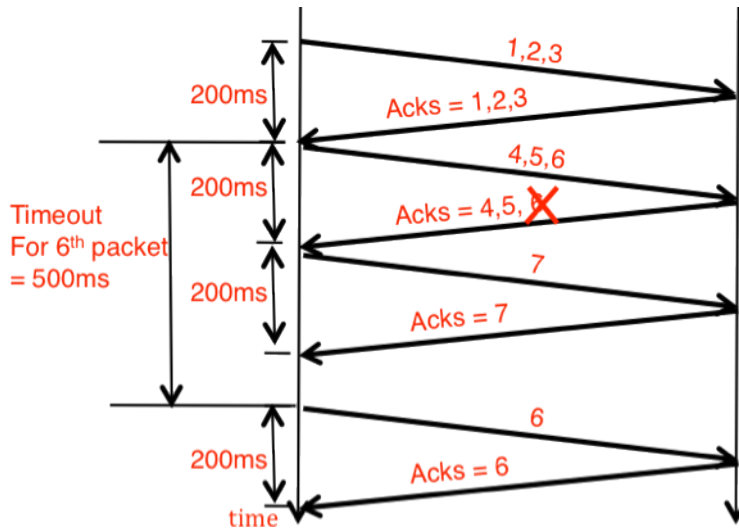 1,2,3
200ms
Acks = 1,2,3
4,5,6
200ms
Acks = 4,5,
Timeout
For 6th packet
= 500ms
7
200ms
Acks = 7
6
200ms
Acks = 6
time